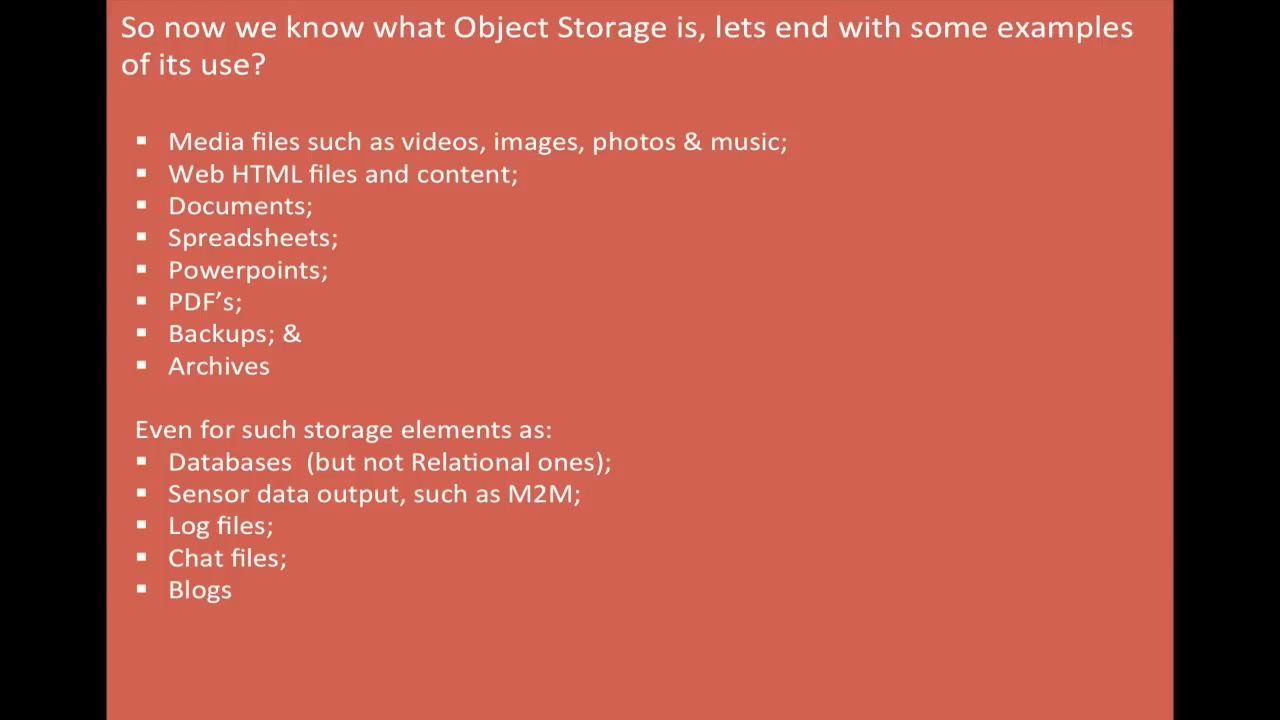 So now we know what Object Storage is, lets end with some examples
of its use?
▪ Media files such as videos, images, photos & music;
▪ Web HTML files and content;
▪ Documents;
▪ Spreadsheets;
▪ Powerpoints;
▪ PDF’s;
▪ Backups; &
▪ Archives
Even for such storage elements as:
▪ Databases  (but not Relational ones);
▪ Sensor data output, such as M2M;
▪ Log files;
▪ Chat files;
▪ Blogs